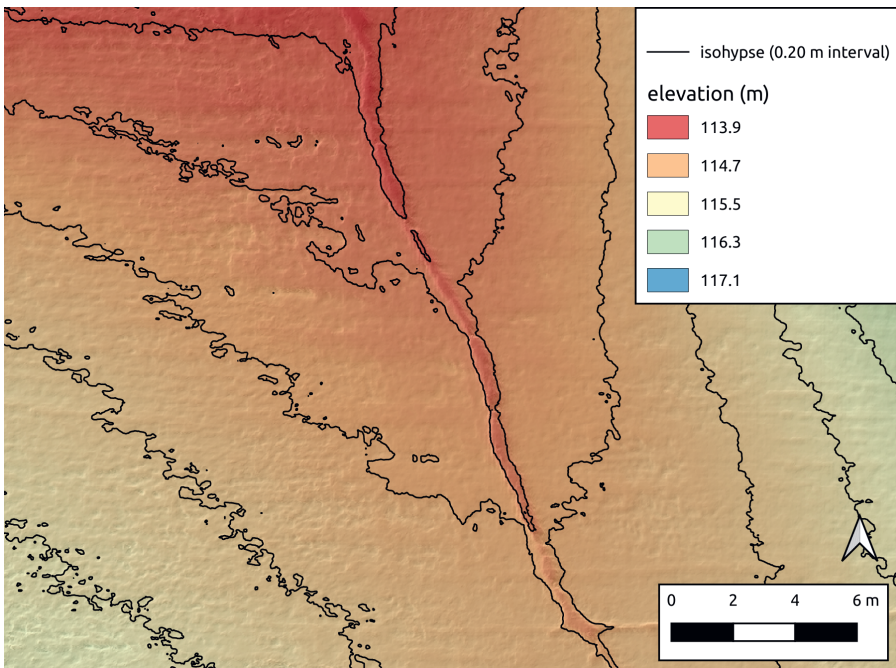 isohypse (0.20 m interval)
elevation (m)
113.9
114.7
115.5
116.3
117.1
0 2 4 6 m